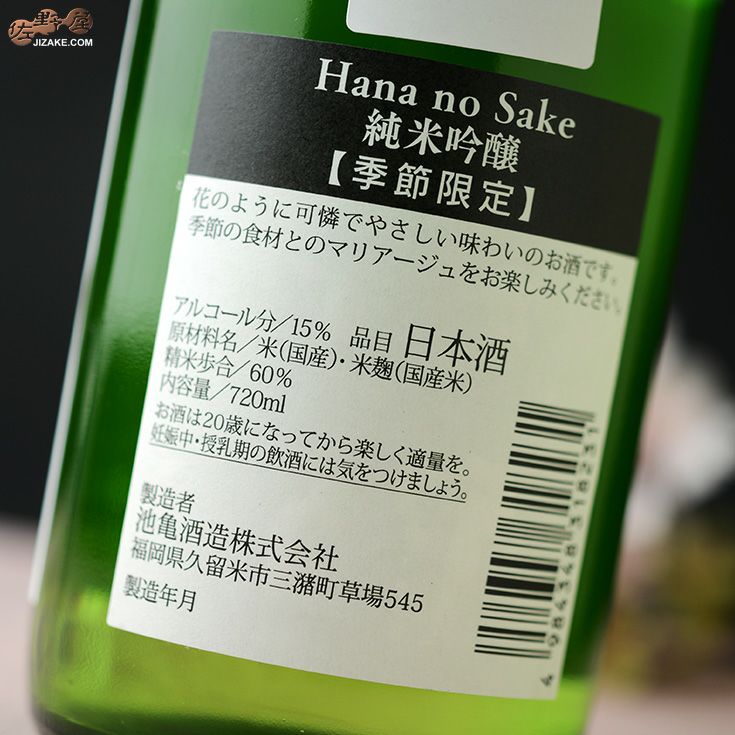 佐野屋
JIZAKE.COM
Hana no Sake
純米吟醸
【季節限定】
花のように可憐でやさしい味わいのお酒です。
季節の食材とのマリアージュをお楽しみください。
アルコール分/15% 品目 日本酒
原材料名/米(国産)・米麹(国産米)
精米歩合/60%
内容量/720ml
お酒は20歳になってから楽しく適量を。
妊娠中・授乳期の飲酒には気をつけましょう。
製造者
池亀酒造株式会社
福岡県久留米市三潴町草場545
製造年月